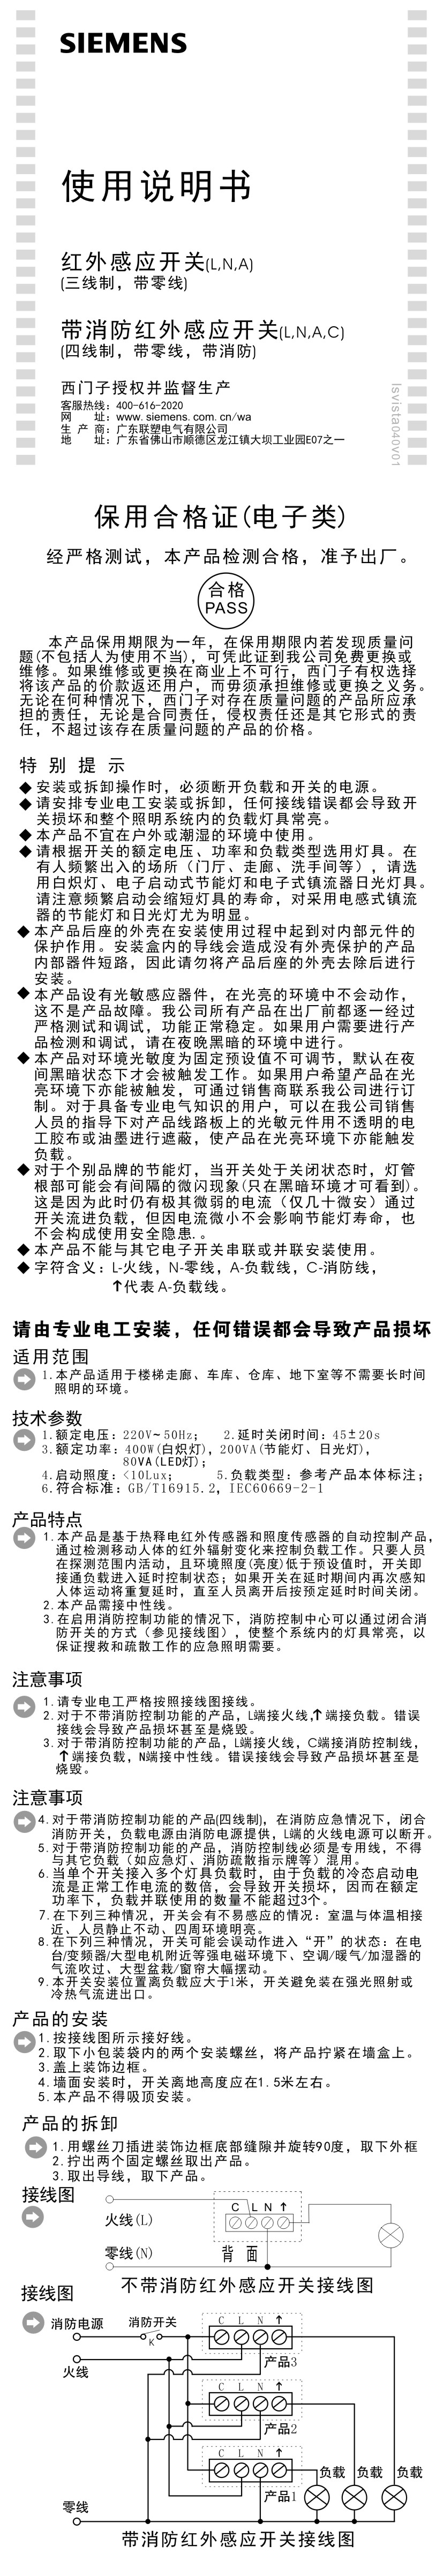 SIEMENS
使用说明书
红外感应开关(L,N,A)
(三线制，带零线)
带消防红外感应开关(L,N,A,C)
(四线制，带零线，带消防)
西门子授权并监督生产
客服热线：400-616-2020
网 址：www.siemens.com.cn/wa
生 产 商：广东联塑电气有限公司
地 址：广东省佛山市顺德区龙江镇大坝工业园E07之一
lsvista040v01
保用合格证(电子类)
经严格测试，本产品检测合格，准予出厂。
合格
PASS
本产品保用期限为一年，在保用期限内若发现质量问
题(不包括人为使用不当)，可凭此证到我公司免费更换或
维修。如果维修或更换在商业上不可行，西门子有权选择
将该产品的价款返还用户，而毋须承担维修或更换之义务。
无论在何种情况下，西门子对存在质量问题的产品所应承
担的责任，无论是合同责任，侵权责任还是其它形式的责
任，不超过该存在质量问题的产品的价格。
特 别 提 示
◆安装或拆卸操作时，必须断开负载和开关的电源。
◆请安排专业电工安装或拆卸，任何接线错误都会导致开
关损坏和整个照明系统内的负载灯具常亮。
◆本产品不宜在户外或潮湿的环境中使用。
◆请根据开关的额定电压、功率和负载类型选用灯具。在
有人频繁出入的场所（门厅、走廊、洗手间等），请选
用白炽灯、电子启动式节能灯和电子式镇流器日光灯具。
请注意频繁启动会缩短灯具的寿命，对采用电感式镇流
器的节能灯和日光灯尤为明显。
◆本产品后座的外壳在安装使用过程中起到对内部元件的
保护作用。安装盒内的导线会造成没有外壳保护的产品
内部器件短路，因此请勿将产品后座的外壳去除后进行
安装。
◆本产品设有光敏感应器件，在光亮的环境中不会动作，
这不是产品故障。我公司所有产品在出厂前都逐一经过
严格测试和调试，功能正常稳定。如果用户需要进行产
品检测和调试，请在夜晚黑暗的环境中进行。
◆本产品对环境光敏度为固定预设值不可调节，默认在夜
间黑暗状态下才会被触发工作。如果用户希望产品在光
亮环境下亦能被触发，可通过销售商联系我公司进行订
制。对于具备专业电气知识的用户，可以在我公司销售
人员的指导下对产品线路板上的光敏元件用不透明的电
工胶布或油墨进行遮蔽，使产品在光亮环境下亦能触发
负载。
◆对于个别品牌的节能灯，当开关处于关闭状态时，灯管
根部可能会有间隔的微闪现象(只在黑暗环境才可看到)。
这是因为此时仍有极其微弱的电流（仅几十微安）通过
开关流进负载，但因电流微小不会影响节能灯寿命，也
不会构成使用安全隐患.。
◆本产品不能与其它电子开关串联或并联安装使用。
◆字符含义：L-火线，N-零线，A-负载线，C-消防线，
↑代表A-负载线。
请由专业电工安装，任何错误都会导致产品损坏
适用范围
1.本产品适用于楼梯走廊、车库、仓库、地下室等不需要长时间
照明的环境。
技术参数
1.额定电压：220V~50Hz； 2.延时关闭时间：45±20s
3.额定功率：400W(白炽灯)，200VA(节能灯、日光灯)，
80VA(LED灯)；
4.启动照度：<10Lux； 5.负载类型：参考产品本体标注；
6.符合标准：GB/T16915.2，IEC60669-2-1
产品特点
1.本产品是基于热释电红外传感器和照度传感器的自动控制产品，
通过检测移动人体的红外辐射变化来控制负载工作。只要人员
在探测范围内活动，且环境照度(亮度)低于预设值时，开关即
接通负载进入延时控制状态；如果开关在延时期间内再次感知
人体运动将重复延时，直至人员离开后按预定延时时间关闭。
2.本产品需接中性线。
3.在启用消防控制功能的情况下，消防控制中心可以通过闭合消
防开关的方式（参见接线图），使整个系统内的灯具常亮，以
保证搜救和疏散工作的应急照明需要。
注意事项
1.请专业电工严格按照接线图接线。
2.对于不带消防控制功能的产品，L端接火线,↑端接负载。错误
接线会导致产品损坏甚至是烧毁。
3.对于带消防控制功能的产品，L端接火线，C端接消防控制线，
↑端接负载，N端接中性线。错误接线会导致产品损坏甚至是
烧毁。
注意事项
4.对于带消防控制功能的产品(四线制)，在消防应急情况下，闭合
消防开关，负载电源由消防电源提供，L端的火线电源可以断开。
5.对于带消防控制功能的产品，消防控制线必须是专用线，不得
与其它负载（如应急灯、消防疏散指示牌等）混用。
6.当单个开关接入多个灯具负载时，由于负载的冷态启动电
流是正常工作电流的数倍，会导致开关损坏，因而在额定
功率下，负载并联使用的数量不能超过3个。
7.在下列三种情况，开关会有不易感应的情况：室温与体温相接
近、人员静止不动、四周环境明亮。
8.在下列三种情况，开关可能会误动作进入“开”的状态：在电
台/变频器/大型电机附近等强电磁环境下、空调/暖气/加湿器的
气流吹过、大型盆栽/窗帘大幅摆动。
9.本开关安装位置离负载应大于1米，开关避免装在强光照射或
冷热气流进出口。
产品的安装
1.按接线图所示接好线。
2.取下小包装袋内的两个安装螺丝，将产品拧紧在墙盒上。
3.盖上装饰边框。
4.墙面安装时，开关离地高度应在1.5米左右。
5.本产品不得吸顶安装。
产品的拆卸
1.用螺丝刀插进装饰边框底部缝隙并旋转90度，取下外框
2.拧出两个固定螺丝取出产品。
3.取出导线，取下产品。
接线图
C L N ↑
火线(L)
零线(N)
背 面
不带消防红外感应开关接线图
接线图
消防电源
消防开关
K
C L N ↑
产品3
火线
C L N ↑
产品2
C L N ↑
产品1
负载
负载
负载
零线
带消防红外感应开关接线图